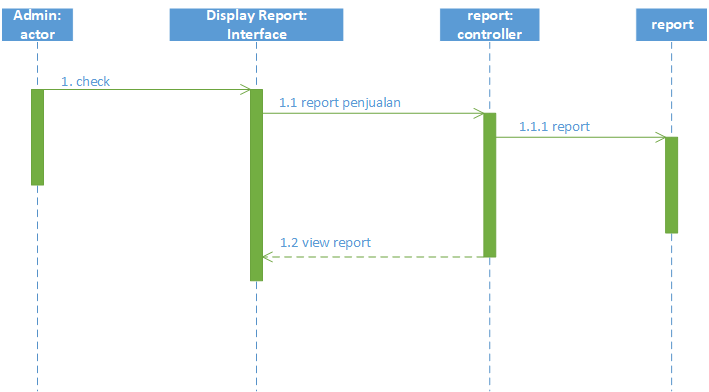 Admin:
actor
Display Report:
Interface
report:
controller
report
1. check
1.1 report penjualan
1.1.1 report
1.2 view report